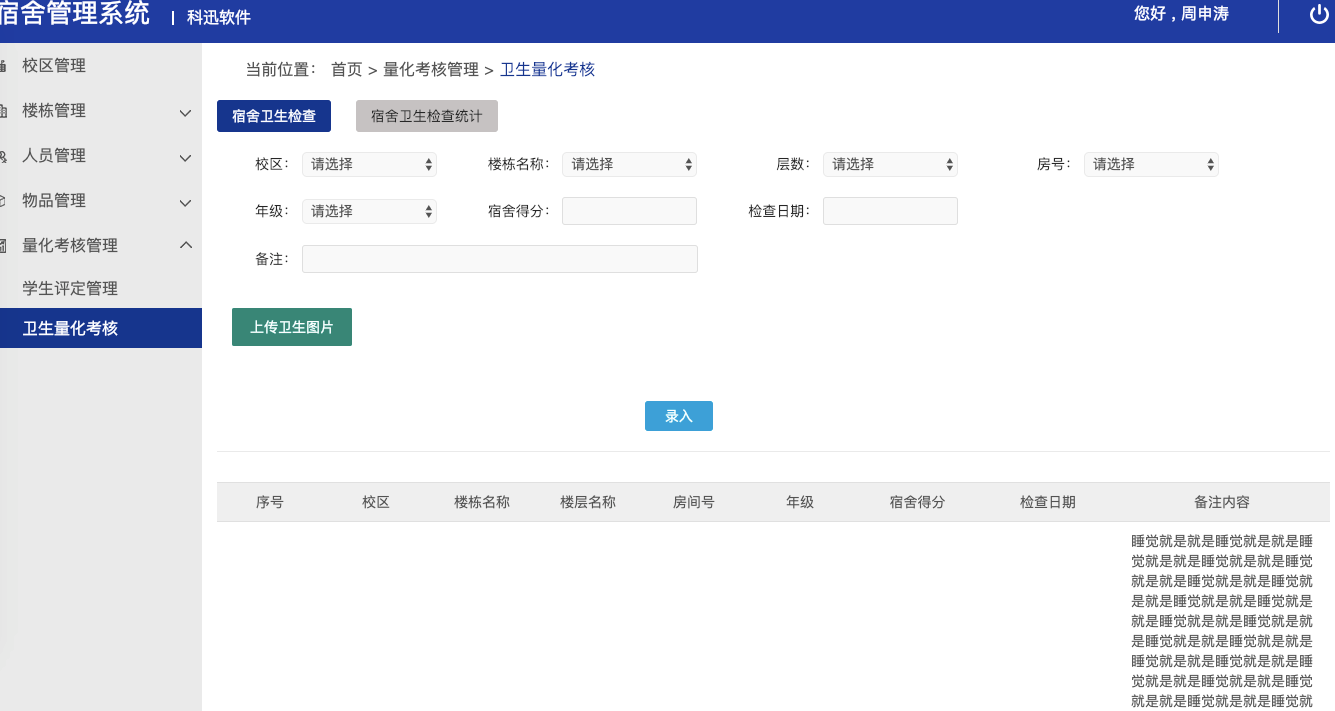 宿舍管理系统 | 科迅软件 您好，周申涛
校区管理
楼栋管理
人员管理
物品管理
量化考核管理
学生评定管理
卫生量化考核
当前位置： 首页 > 量化考核管理 > 卫生量化考核
宿舍卫生检查 宿舍卫生检查统计
校区： 请选择 楼栋名称： 请选择 层数： 请选择 房号： 请选择
年级： 请选择 宿舍得分： 检查日期：
备注：
上传卫生图片
录入
序号 校区 楼栋名称 楼层名称 房间号 年级 宿舍得分 检查日期 备注内容
睡觉就是就是睡觉就是就是睡
觉就是就是睡觉就是就是睡觉
就是就是睡觉就是就是睡觉就
是就是睡觉就是就是睡觉就是
就是睡觉就是就是睡觉就是就
是睡觉就是就是睡觉就是就是
睡觉就是就是睡觉就是就是睡
觉就是就是睡觉就是就是睡觉
就是就是睡觉就是就是睡觉就